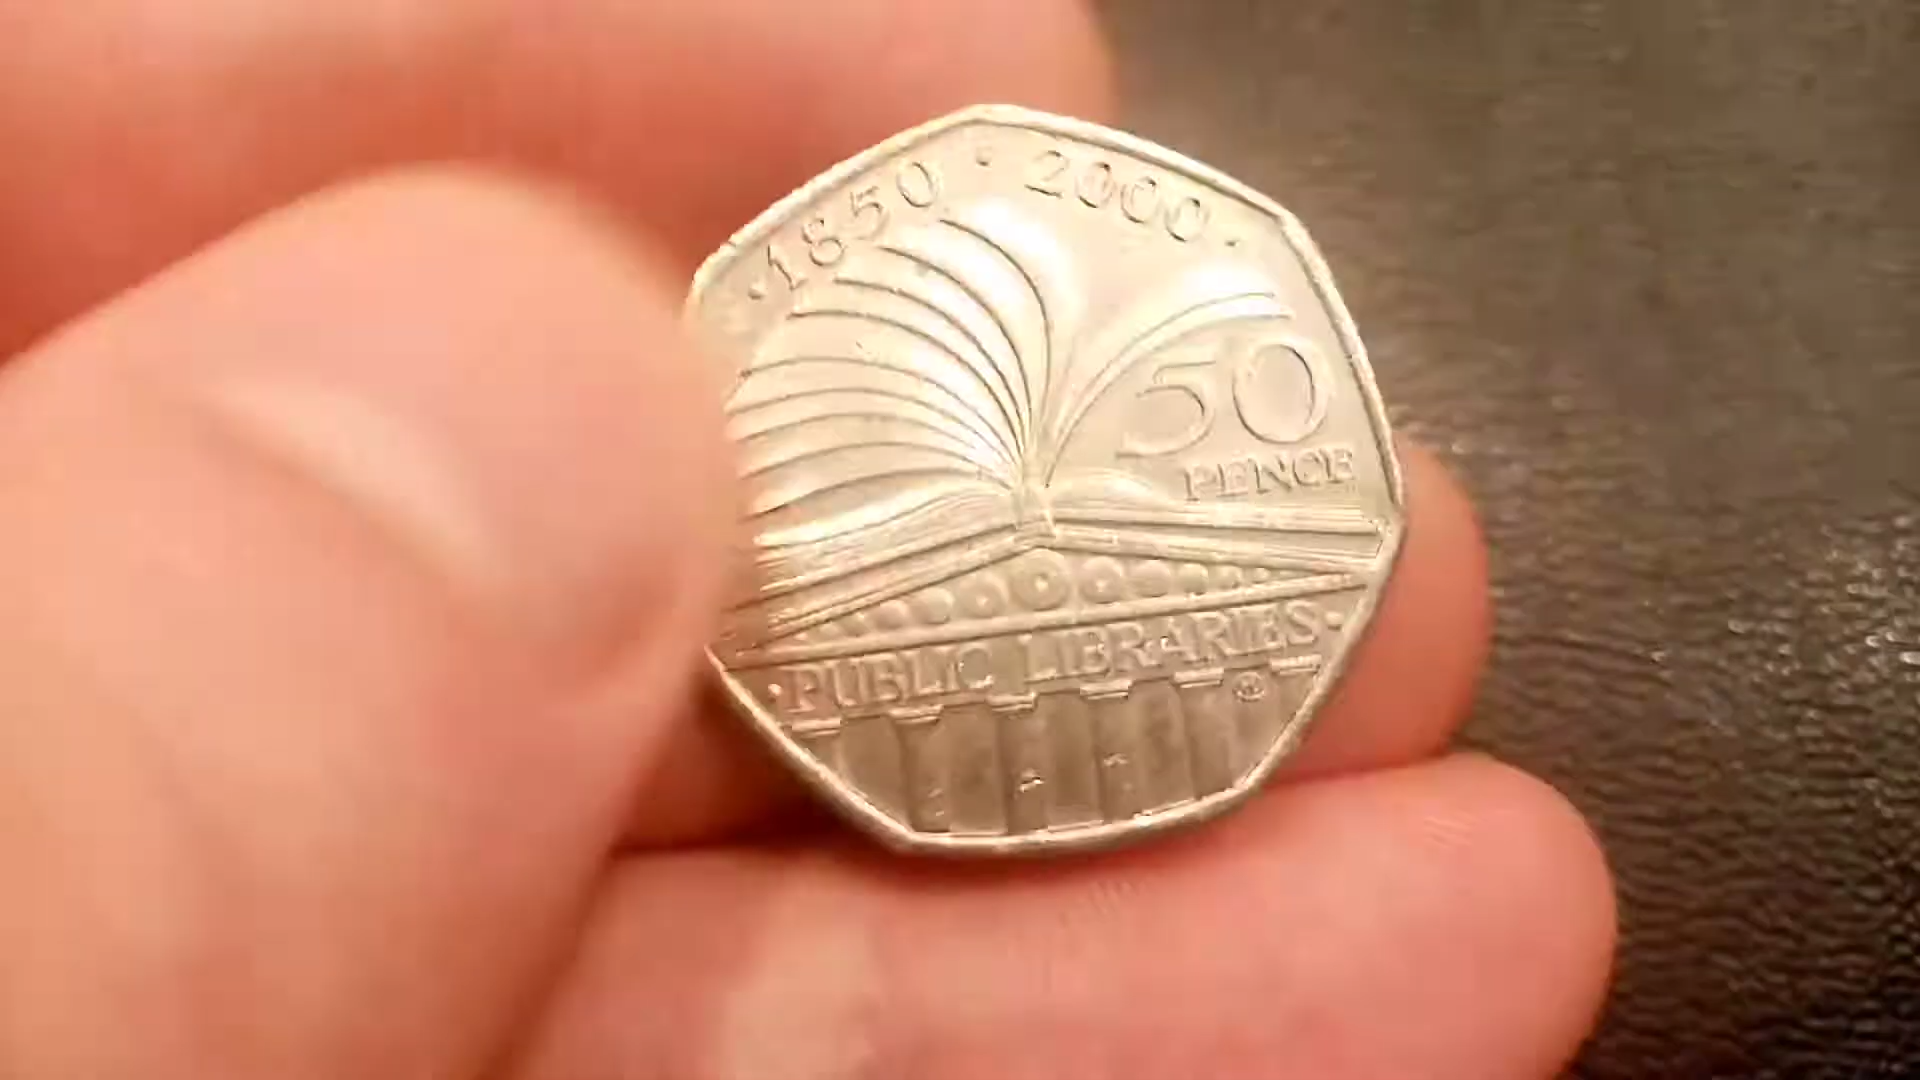 · 1850 · 2000 ·
50
PENCE
· PUBLIC LIBRARIES ·